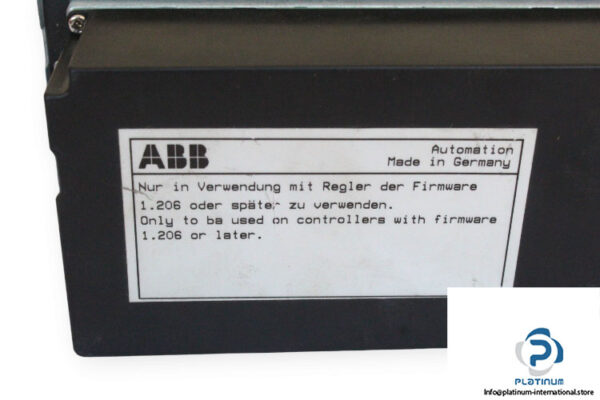 ABB
Automation
Made in Germany
Nur in Verwendung mit Regler der Firmware
1.206 oder später zu verwenden.
Only to be used on controllers with firmware
1.206 or later.
PLATINUM
Info@platinum-international.store